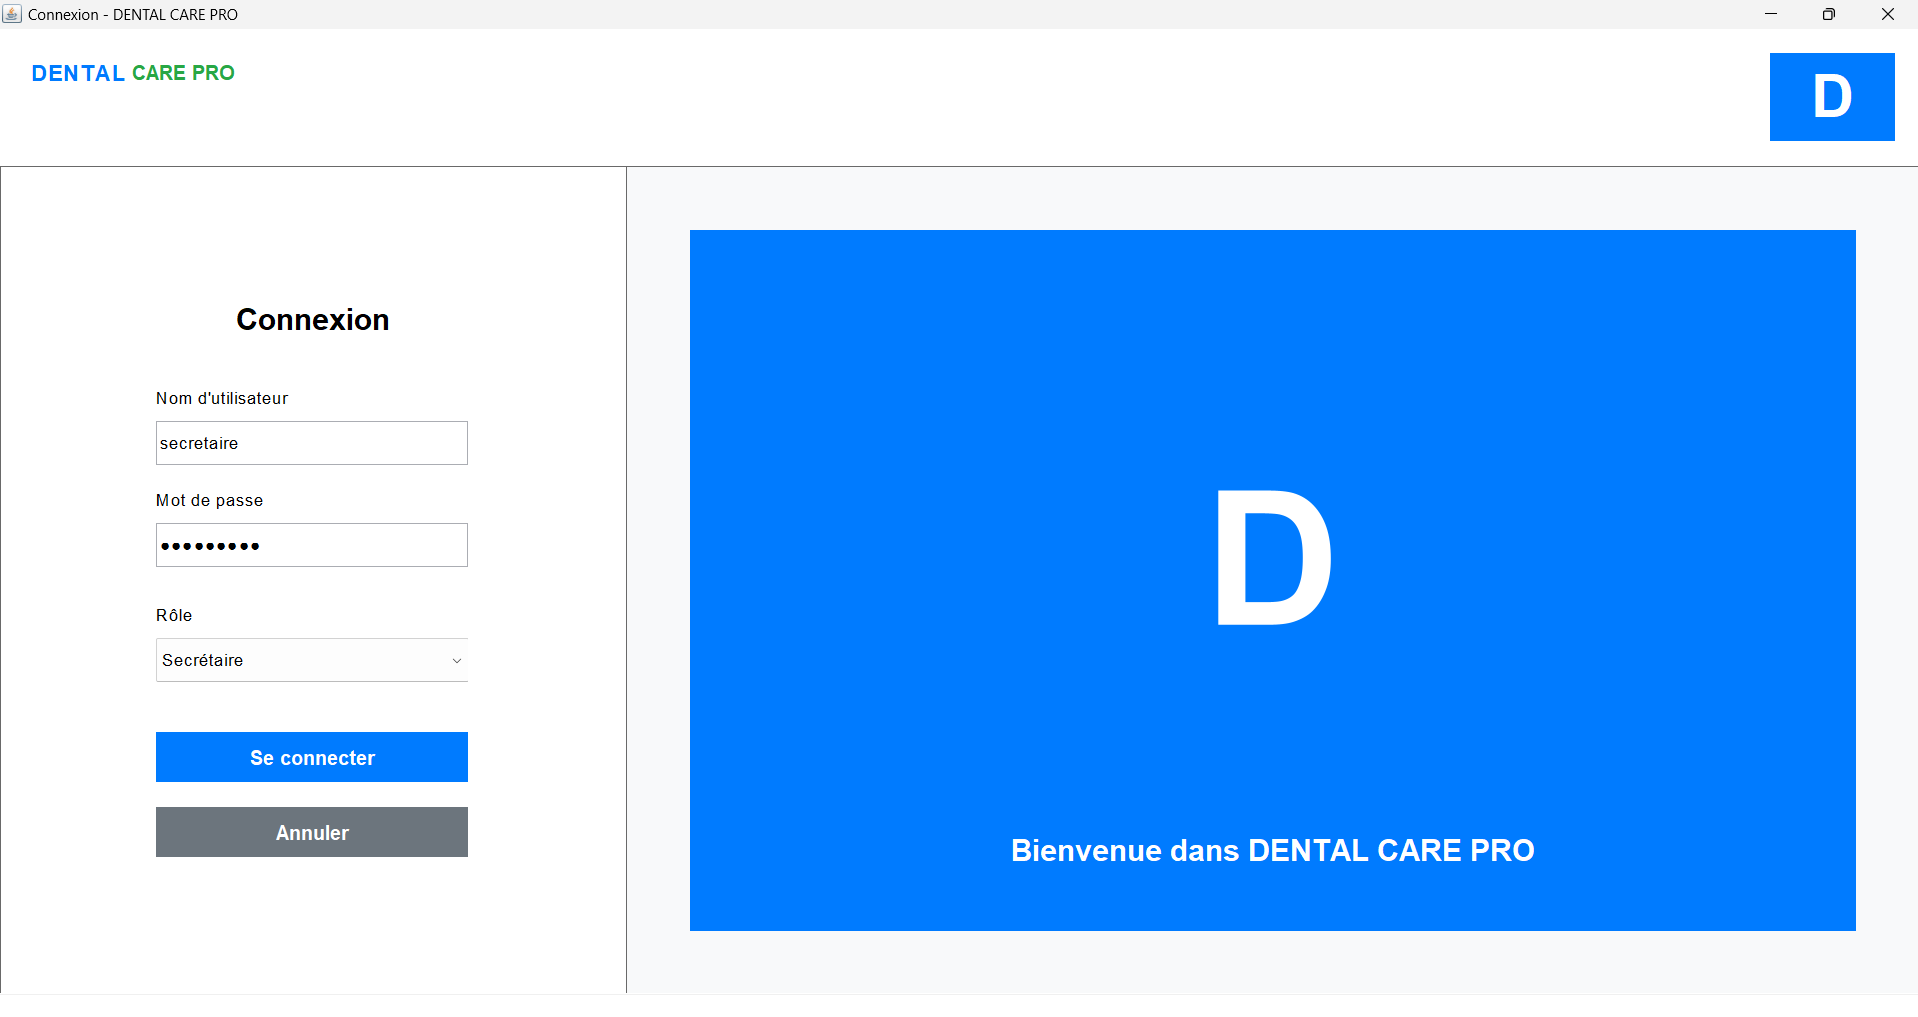 Connexion - DENTAL CARE PRO
DENTAL CARE PRO
D
Connexion
Nom d'utilisateur
secretaire
Mot de passe
●●●●●●●●●
Rôle
Secrétaire
Se connecter
Annuler
D
Bienvenue dans DENTAL CARE PRO